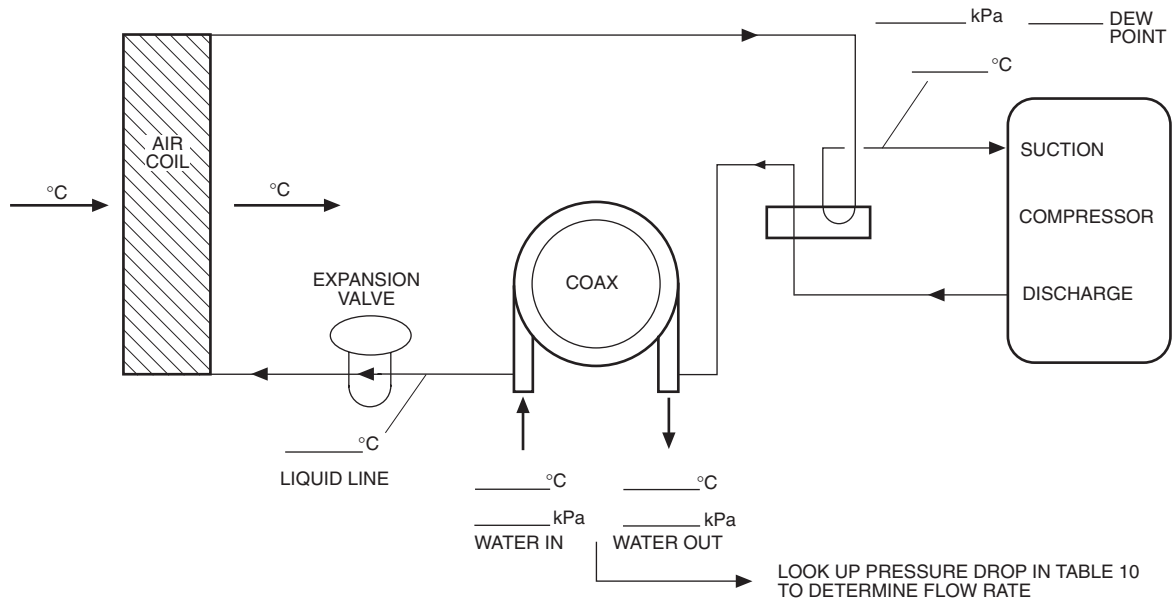 kPa
DEW
POINT
°C
AIR
COIL
SUCTION
°C
°C
COMPRESSOR
EXPANSION
VALVE
COAX
DISCHARGE
°C
LIQUID LINE
°C
°C
kPa
kPa
WATER IN
WATER OUT
LOOK UP PRESSURE DROP IN TABLE 10
TO DETERMINE FLOW RATE